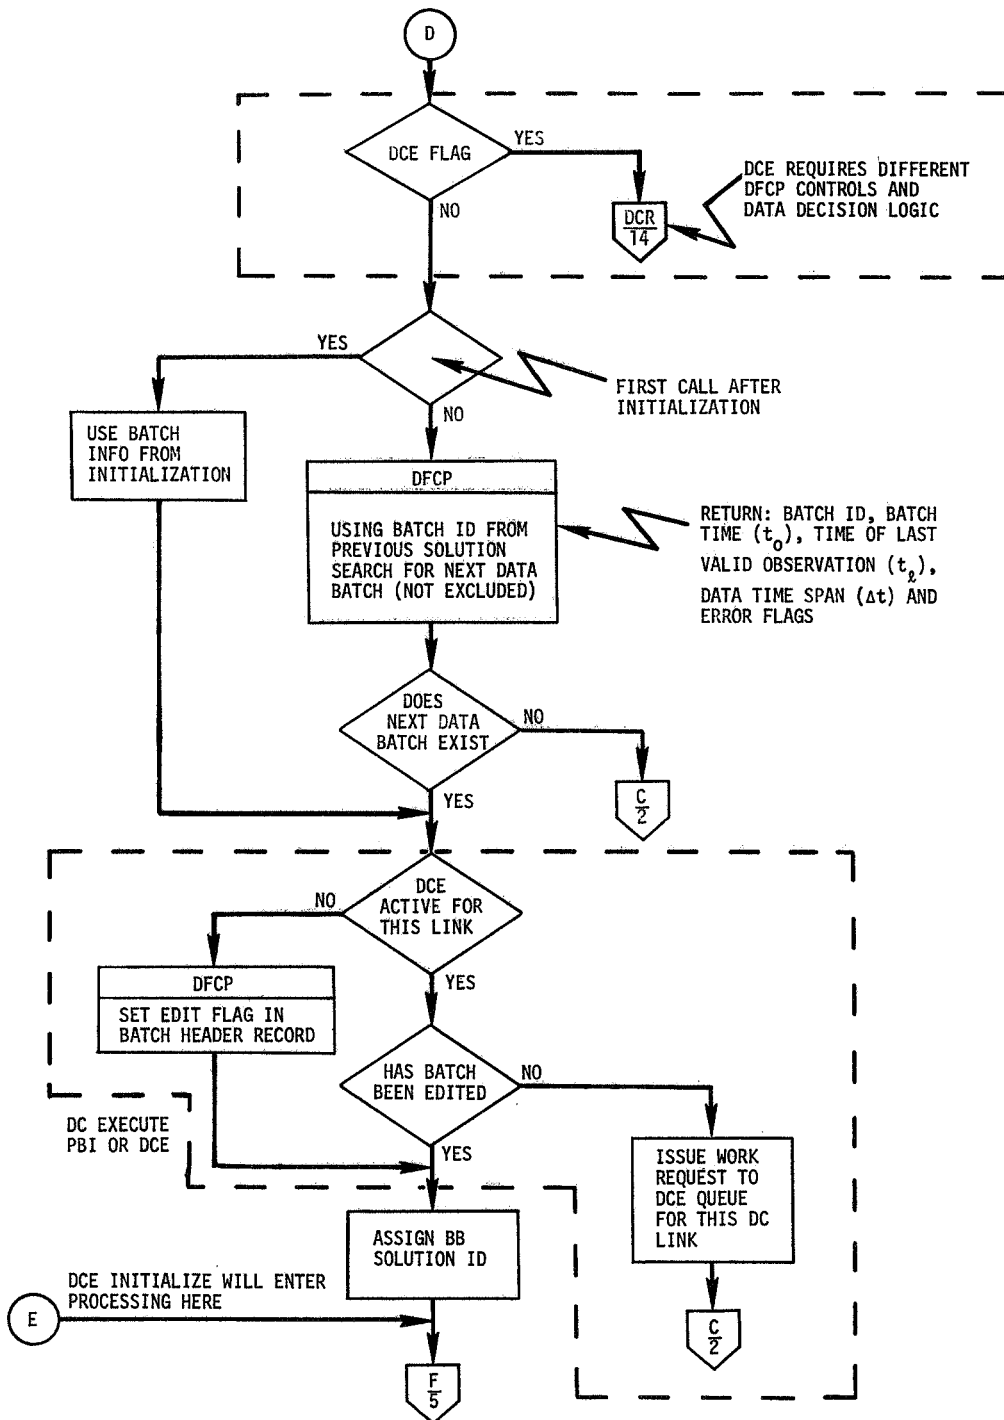 D
DCE FLAG
YES
NO
DCR
14
DCE REQUIRES DIFFERENT
DFCP CONTROLS AND
DATA DECISION LOGIC
YES
NO
FIRST CALL AFTER
INITIALIZATION
USE BATCH
INFO FROM
INITIALIZATION
DFCP
USING BATCH ID FROM
PREVIOUS SOLUTION
SEARCH FOR NEXT DATA
BATCH (NOT EXCLUDED)
RETURN: BATCH ID, BATCH
TIME (t₀), TIME OF LAST
VALID OBSERVATION (tℓ),
DATA TIME SPAN (Δt) AND
ERROR FLAGS
DOES
NEXT DATA
BATCH EXIST
NO
YES
C
2
DCE
ACTIVE FOR
THIS LINK
NO
YES
DFCP
SET EDIT FLAG IN
BATCH HEADER RECORD
HAS BATCH
BEEN EDITED
NO
YES
DC EXECUTE
PBI OR DCE
ISSUE WORK
REQUEST TO
DCE QUEUE
FOR THIS DC
LINK
ASSIGN BB
SOLUTION ID
DCE INITIALIZE WILL ENTER
PROCESSING HERE
E
C
2
F
5